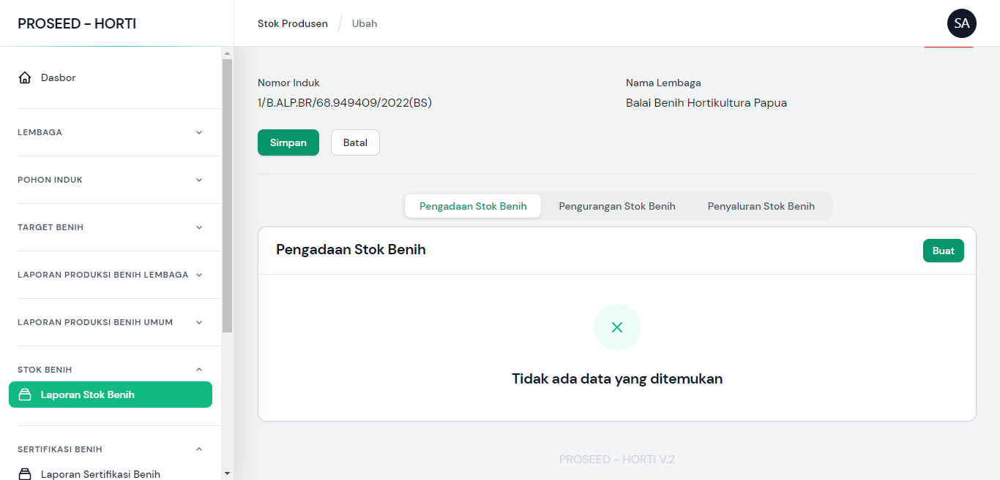 PROSEED - HORTI
Stok Produsen / Ubah
SA
Dasbor
LEMBAGA
POHON INDUK
TARGET BENIH
LAPORAN PRODUKSI BENIH LEMBAGA
LAPORAN PRODUKSI BENIH UMUM
STOK BENIH
Laporan Stok Benih
SERTIFIKASI BENIH
Laporan Sertifikasi Benih
Nomor Induk
1/B.ALP.BR/68.949409/2022(BS)
Nama Lembaga
Balai Benih Hortikultura Papua
Simpan Batal
Pengadaan Stok Benih Pengurangan Stok Benih Penyaluran Stok Benih
Pengadaan Stok Benih
Buat
Tidak ada data yang ditemukan
PROSEED - HORTI V.2